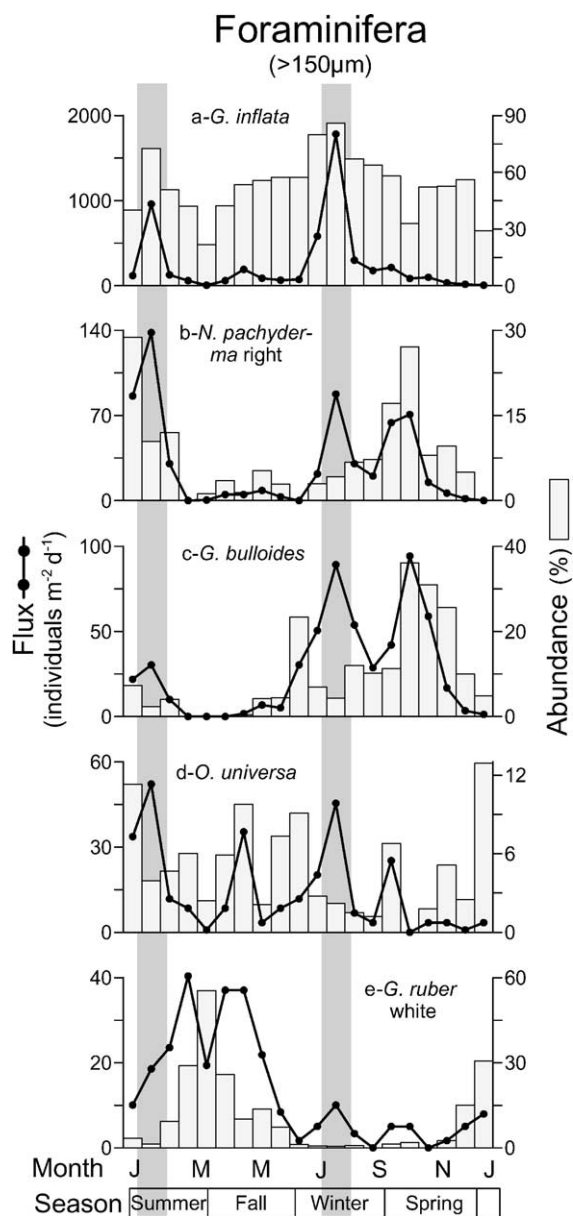 Foraminifera
(>150µm)
2000
1000
0
a-G. inflata
90
60
30
0
140
70
0
b-N. pachyder-
ma right
30
15
0
100
50
0
c-G. bulloides
40
20
0
60
30
0
d-O. universa
12
6
0
40
20
0
e-G. ruber
white
60
30
0
Flux
(individuals m⁻² d⁻¹)
Abundance (%)
Month J M M J S N J
Season Summer Fall Winter Spring